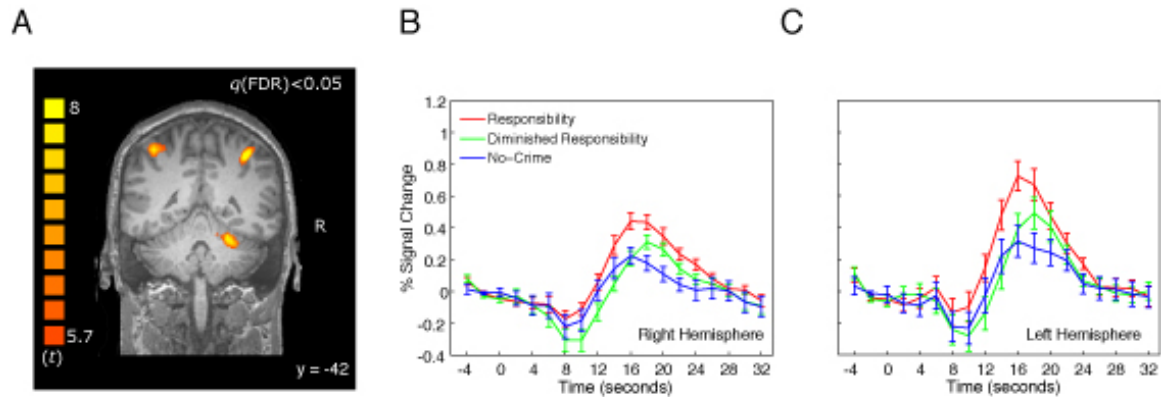 A
q(FDR)<0.05
8
R
5.7
(t)
y = -42
B
% Signal Change
1.2
1
0.8
0.6
0.4
0.2
0
-0.2
-0.4
Responsibility
Diminished Responsibility
No-Crime
Right Hemisphere
-4 0 4 8 12 16 20 24 28 32
Time (seconds)
C
Left Hemisphere
-4 0 4 8 12 16 20 24 28 32
Time (seconds)